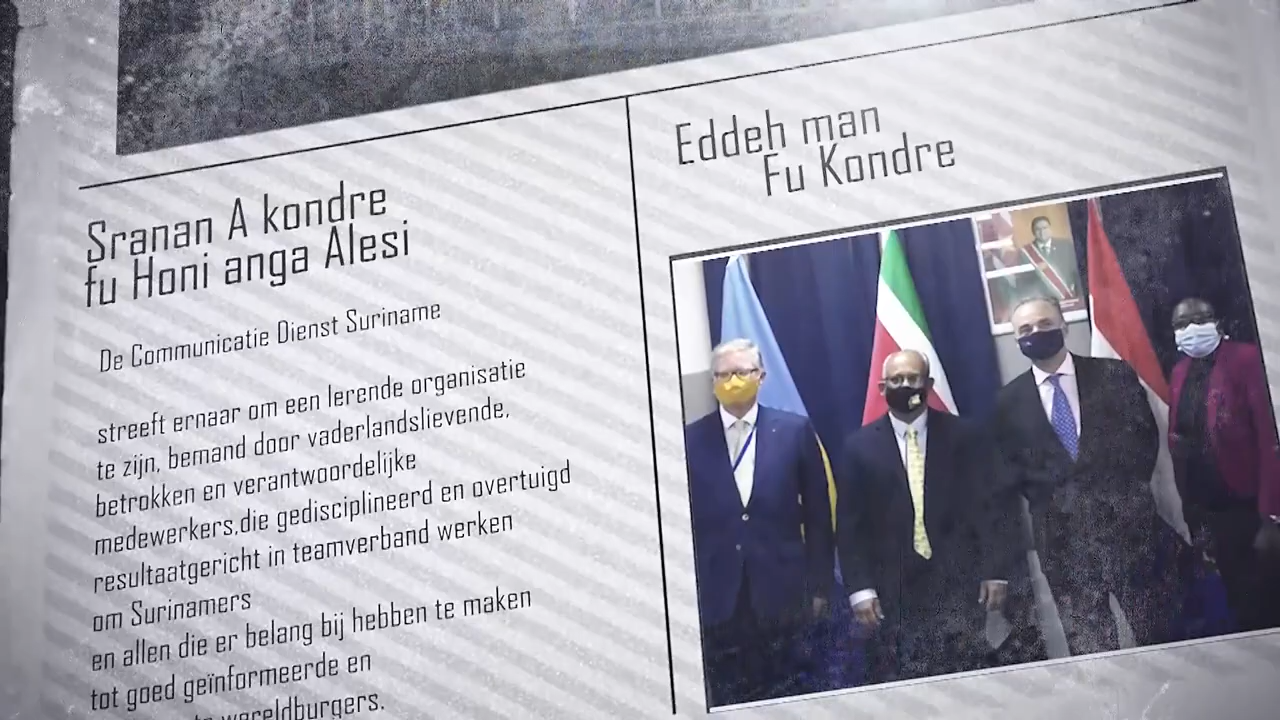 Sranan A kondre
fu Honi anga Alesi
De Communicatie Dienst Suriname
streeft ernaar om een lerende organisatie
te zijn, bemand door vaderlandslievende,
betrokken en verantwoordelijke
medewerkers,die gedisciplineerd en overtuigd
resultaatgericht in teamverband werken
om Surinamers
en allen die er belang bij hebben te maken
tot goed geïnformeerde en
wereldburgers.
Eddeh man
Fu Kondre